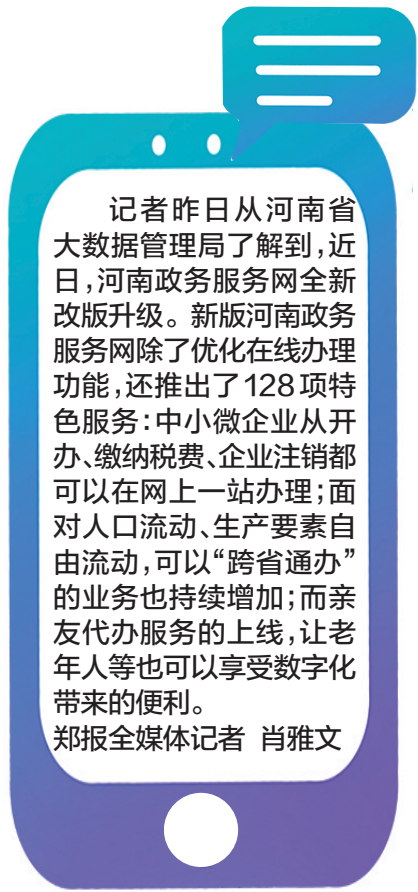 记者昨日从河南省
大数据管理局了解到，近
日，河南政务服务网全新
改版升级。新版河南政务
服务网除了优化在线办理
功能，还推出了128项特
色服务：中小微企业从开
办、缴纳税费、企业注销都
可以在网上一站办理；面
对人口流动、生产要素自
由流动，可以“跨省通办”
的业务也持续增加；而亲
友代办服务的上线，让老
年人等也可以享受数字化
带来的便利。
郑报全媒体记者 肖雅文